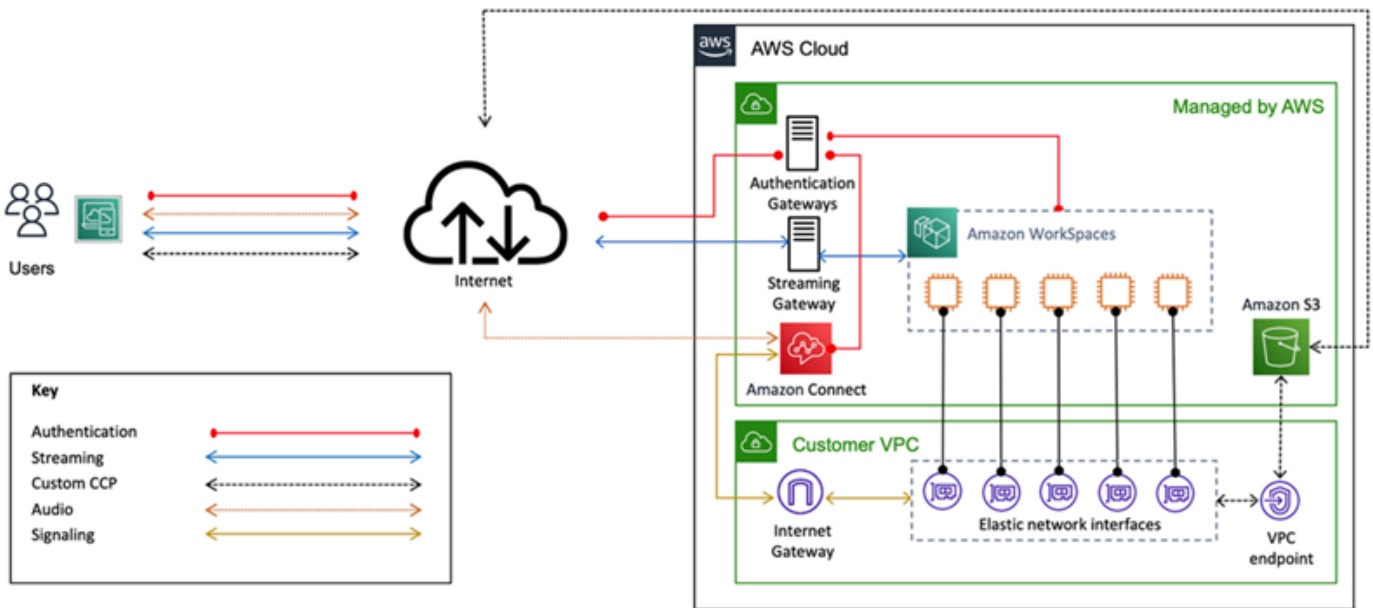 aws
AWS Cloud
Managed by AWS
Authentication
Gateways
Amazon WorkSpaces
Users
Internet
Streaming
Gateway
Amazon S3
Amazon Connect
Key
Authentication
Streaming
Custom CCP
Audio
Signaling
Customer VPC
Elastic network interfaces
Internet
Gateway
VPC
endpoint